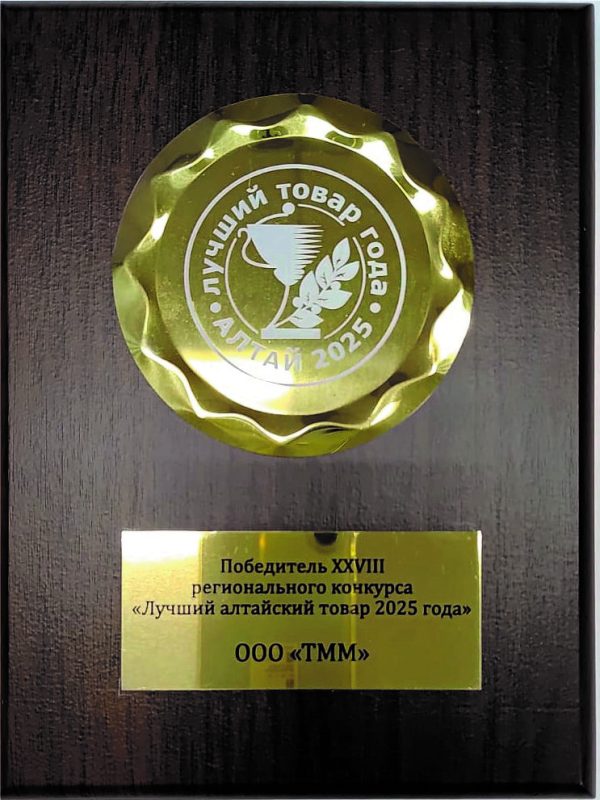 • лучший товар года •
АЛТАЙ 2025
Победитель XXVIII
регионального конкурса
«Лучший алтайский товар 2025 года»
ООО «ТММ»